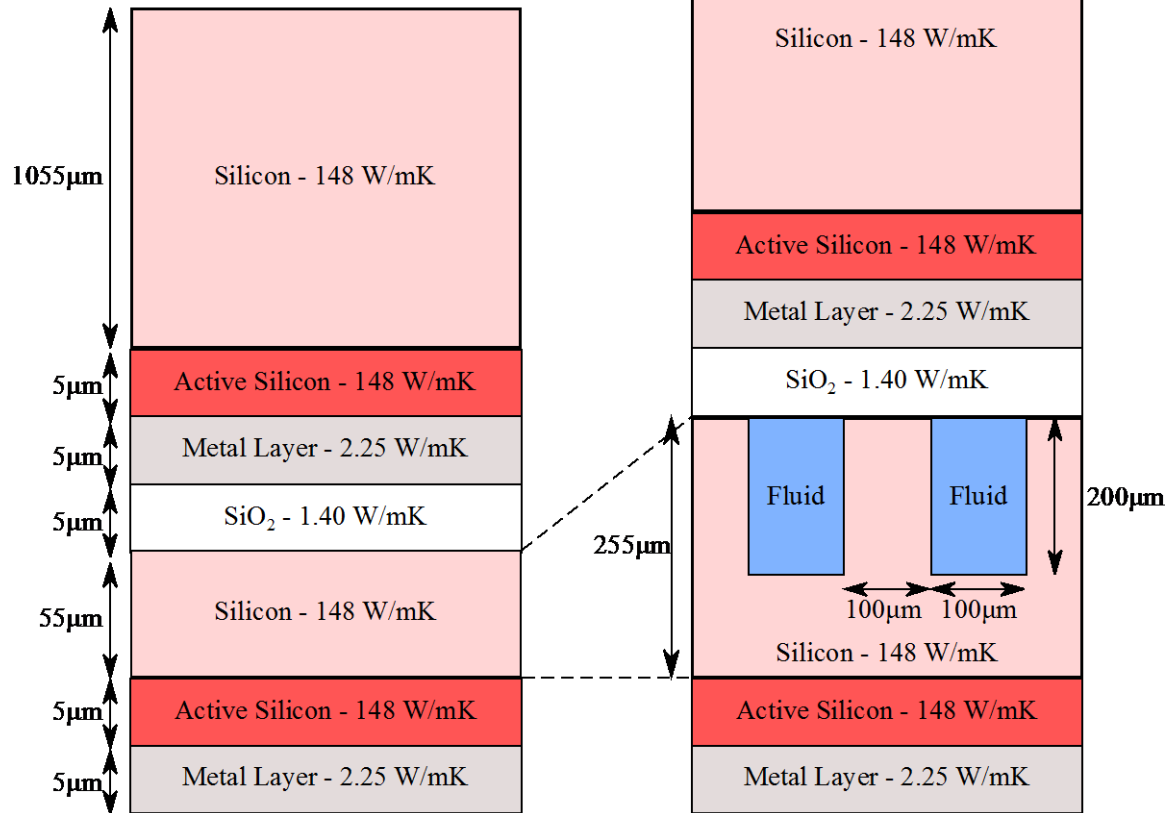 1055μm
Silicon - 148 W/mK
5μm
Active Silicon - 148 W/mK
5μm
Metal Layer - 2.25 W/mK
5μm
SiO₂ - 1.40 W/mK
55μm
Silicon - 148 W/mK
5μm
Active Silicon - 148 W/mK
5μm
Metal Layer - 2.25 W/mK
Silicon - 148 W/mK
Active Silicon - 148 W/mK
Metal Layer - 2.25 W/mK
SiO₂ - 1.40 W/mK
255μm
Fluid
Fluid
200μm
100μm
100μm
Silicon - 148 W/mK
Active Silicon - 148 W/mK
Metal Layer - 2.25 W/mK